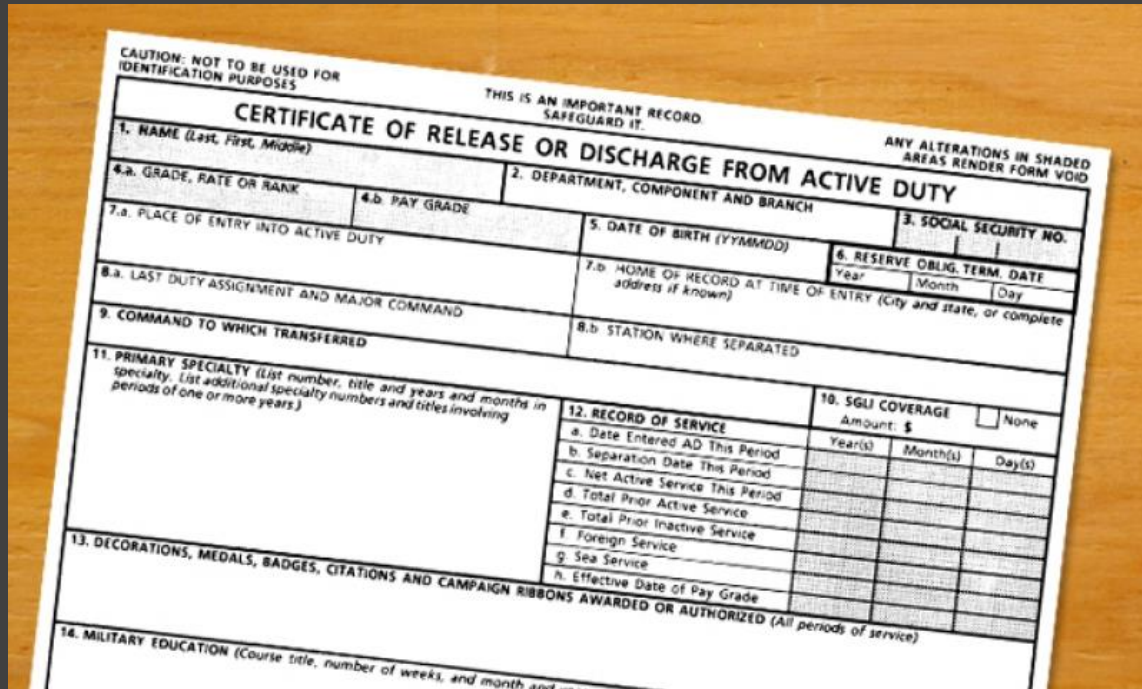 CAUTION: NOT TO BE USED FOR
IDENTIFICATION PURPOSES
THIS IS AN IMPORTANT RECORD.
SAFEGUARD IT.
ANY ALTERATIONS IN SHADED
AREAS RENDER FORM VOID
CERTIFICATE OF RELEASE OR DISCHARGE FROM ACTIVE DUTY
1. NAME (Last, First, Middle)
2. DEPARTMENT, COMPONENT AND BRANCH
3. SOCIAL SECURITY NO.
4.a. GRADE, RATE OR RANK
4.b. PAY GRADE
5. DATE OF BIRTH (YYMMDD)
6. RESERVE OBLIG. TERM. DATE
Year
Month
Day
7.a. PLACE OF ENTRY INTO ACTIVE DUTY
7.b HOME OF RECORD AT TIME OF ENTRY (City and state, or complete
address if known)
8.a. LAST DUTY ASSIGNMENT AND MAJOR COMMAND
8.b STATION WHERE SEPARATED
9. COMMAND TO WHICH TRANSFERRED
10. SGLI COVERAGE
None
Amount: $
11. PRIMARY SPECIALTY (List number, title and years and months in
specialty. List additional specialty numbers and titles involving
periods of one or more years.)
12. RECORD OF SERVICE
Year(s)
Month(s)
Day(s)
a. Date Entered AD This Period
b. Separation Date This Period
c. Net Active Service This Period
d. Total Prior Active Service
e. Total Prior Inactive Service
f. Foreign Service
g. Sea Service
h. Effective Date of Pay Grade
13. DECORATIONS, MEDALS, BADGES, CITATIONS AND CAMPAIGN RIBBONS AWARDED OR AUTHORIZED (All periods of service)
14. MILITARY EDUCATION (Course title, number of weeks, and month and